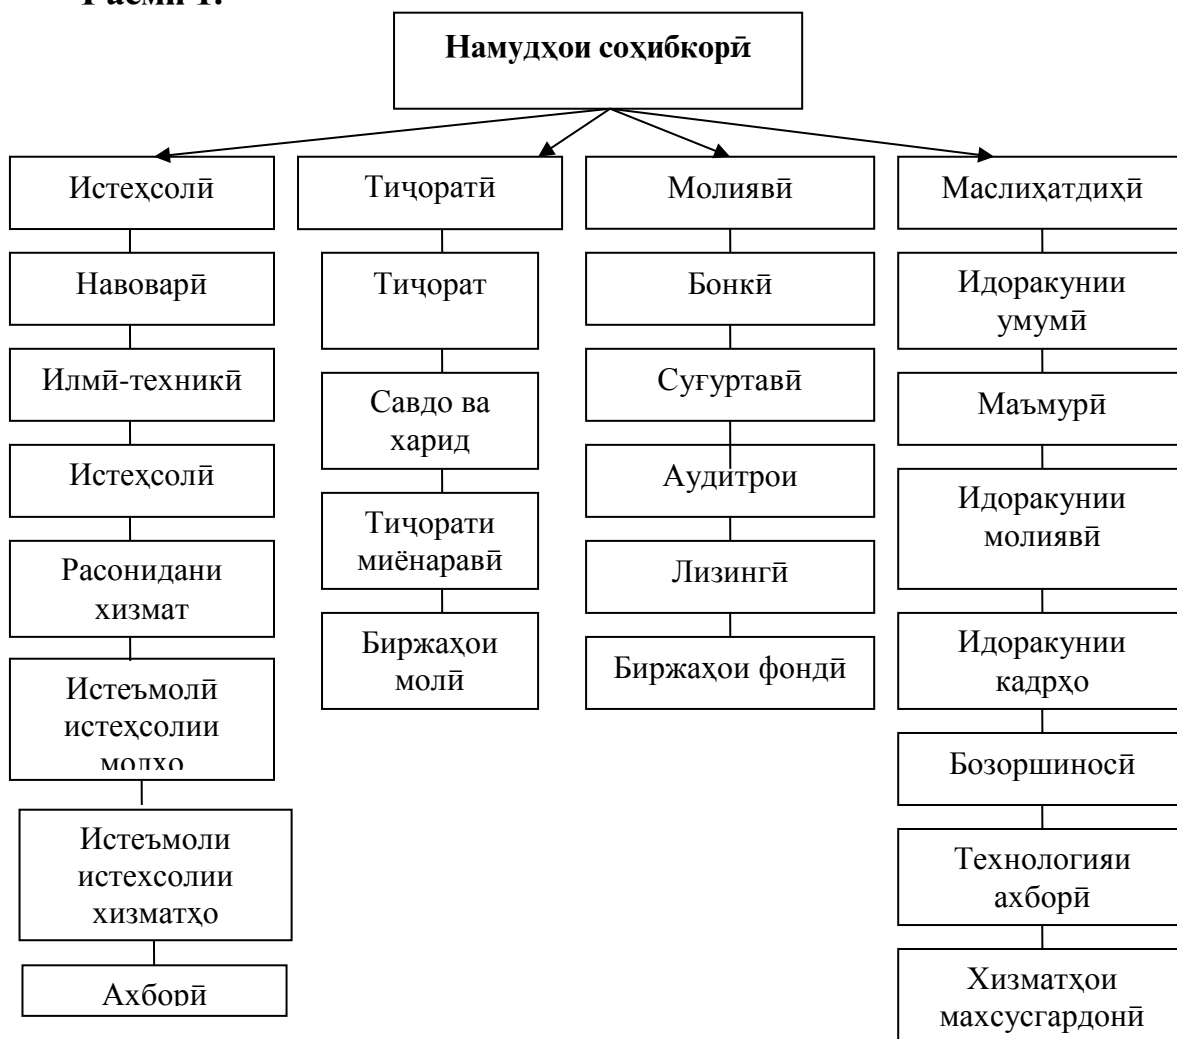 Намудҳои соҳибкорӣ
Истеҳсолӣ
Навоварӣ
Илмӣ-техникӣ
Истеҳсолӣ
Расонидани
хизмат
Истеъмолӣ
истеҳсолии
молҳо
Истеъмоли
истехсолии
хизматҳо
Ахборӣ
Тиҷоратӣ
Тиҷорат
Савдо ва
харид
Тиҷорати
миёнаравӣ
Биржаҳои
молӣ
Молиявӣ
Бонкӣ
Суғуртавӣ
Аудитрои
Лизингӣ
Биржаҳои фондӣ
Маслиҳатдиҳӣ
Идоракунии
умумӣ
Маъмурӣ
Идоракунии
молиявӣ
Идоракунии
кадрҳо
Бозоршиносӣ
Технологияи
ахборӣ
Хизматҳои
махсусгардонӣ